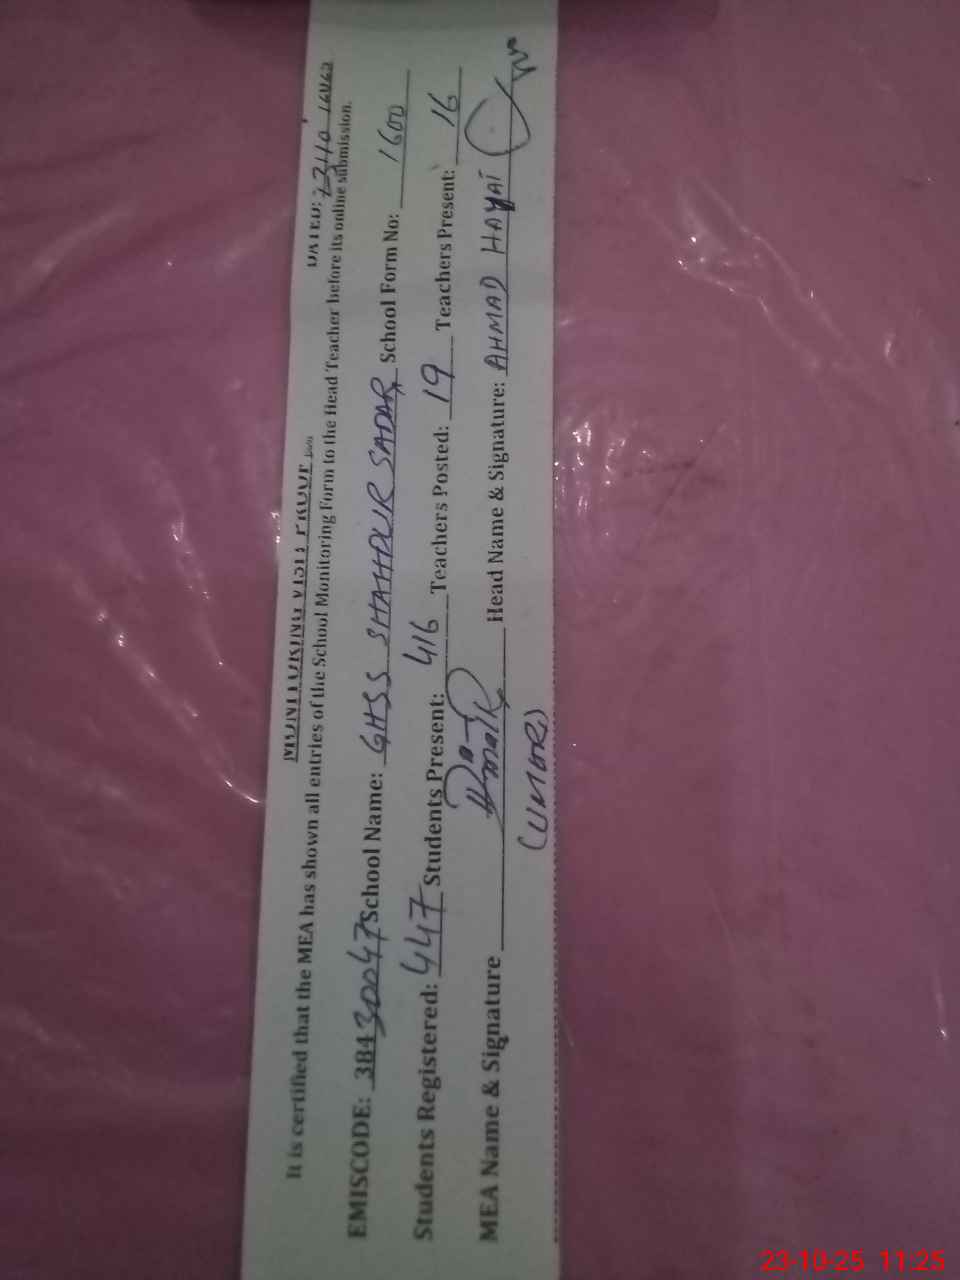 MONITORING VISIT PROOF DATED: 23/10/2025
It is certified that the MEA has shown all entries of the School Monitoring Form to the Head Teacher before its online submission.
EMISCODE: 38430047 School Name: GHSS SHAHPUR SADAR School Form No: 1600
Students Registered: 447 Students Present: 416 Teachers Posted: 19 Teachers Present: 16
MEA Name & Signature Head Name & Signature: AHMAD HAYAT
(UMAR)
23-10-25 11:25